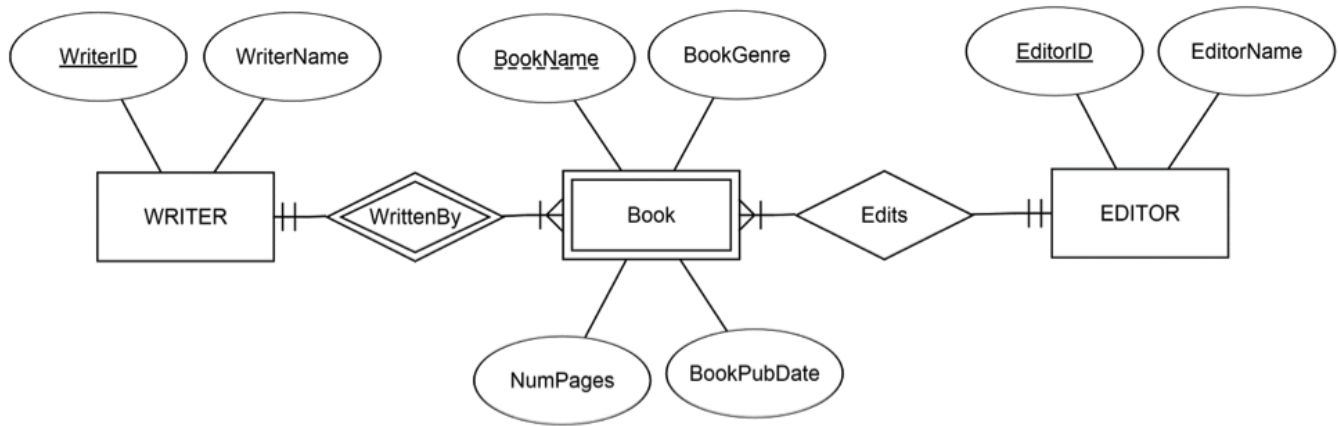 WriterID
WriterName
BookName
BookGenre
EditorID
EditorName
WRITER
WrittenBy
Book
Edits
EDITOR
NumPages
BookPubDate